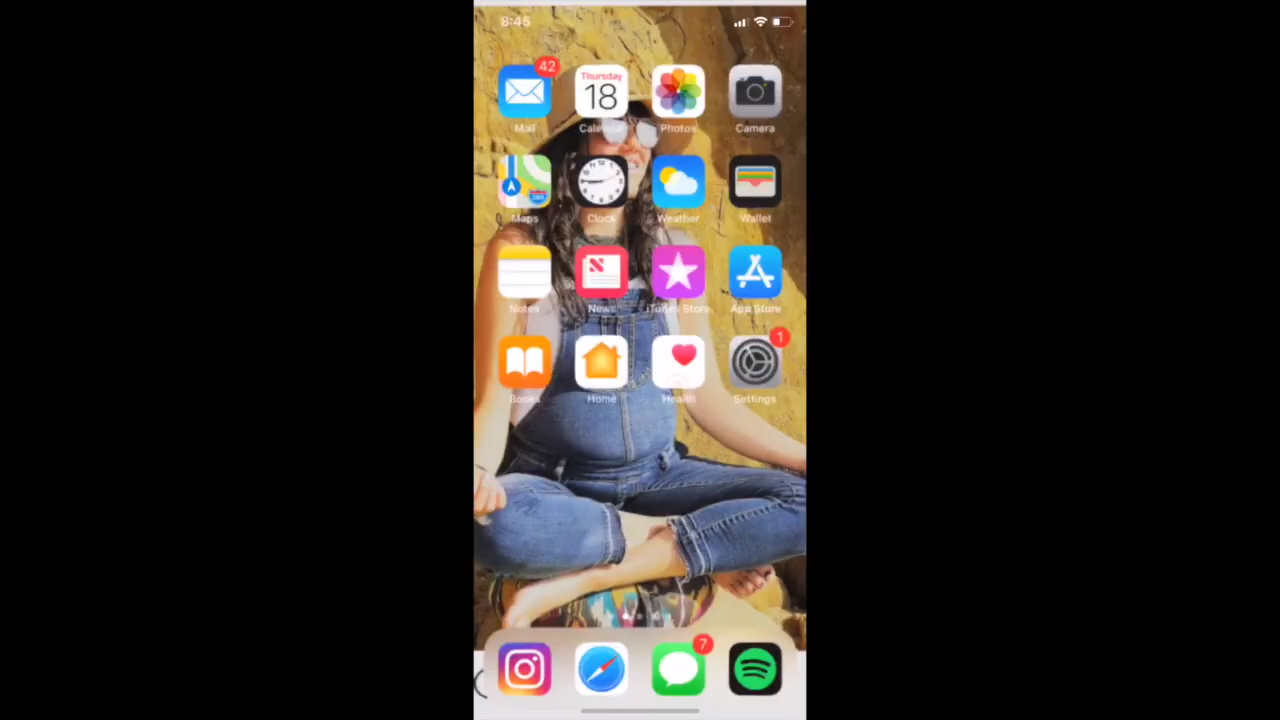 8:45
42
Thursday
18
Mail
Calendar
Photos
Camera
Maps
Clock
Weather
Wallet
Notes
News
iTunes Store
App Store
1
Books
Home
Health
Settings
7